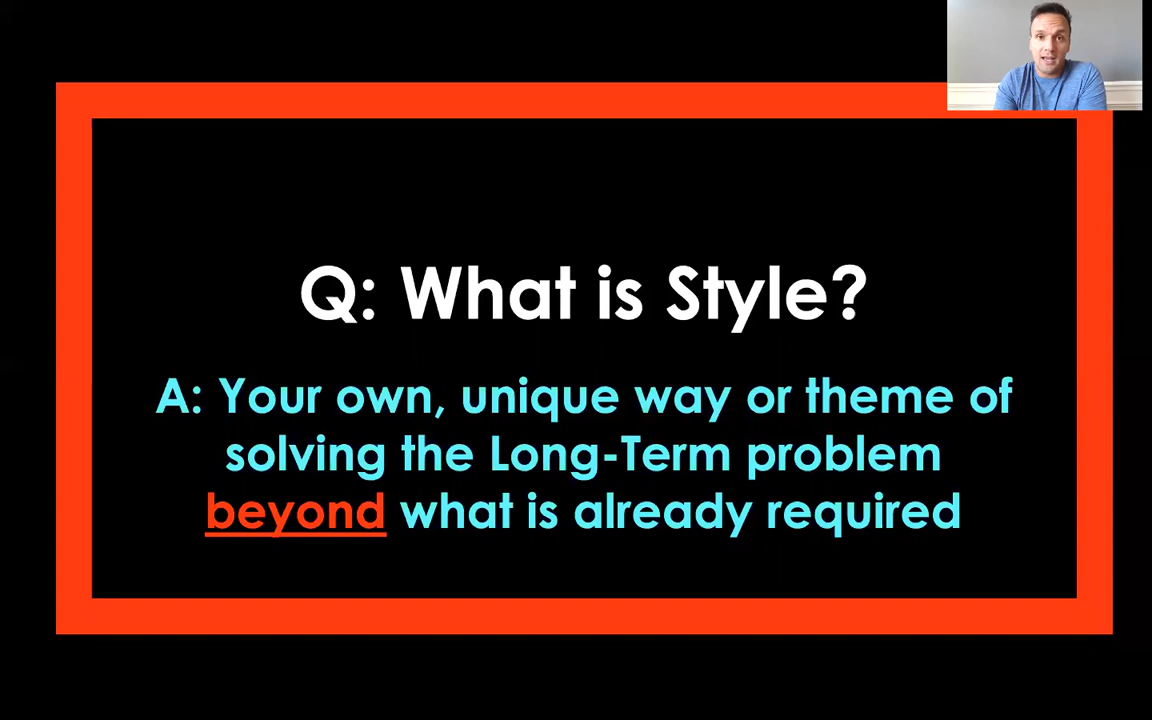 Q: What is Style?
A: Your own, unique way or theme of
solving the Long-Term problem
beyond what is already required